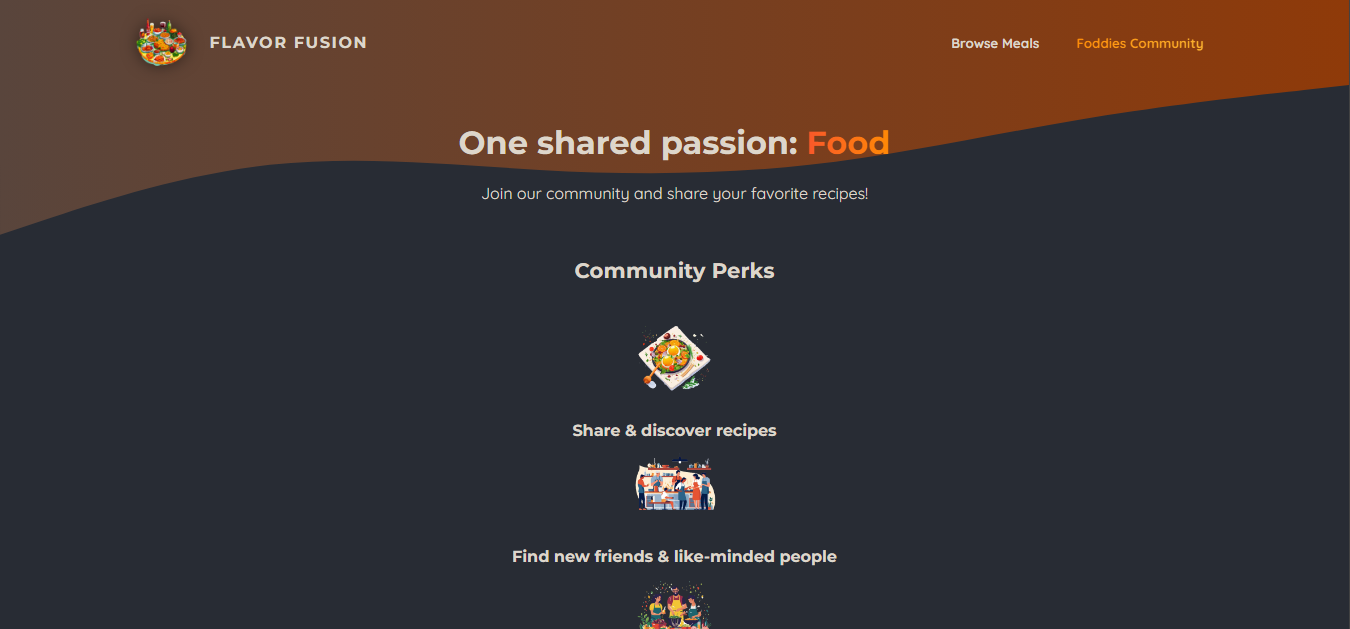 FLAVOR FUSION
Browse Meals
Foddies Community
One shared passion: Food
Join our community and share your favorite recipes!
Community Perks
Share & discover recipes
Find new friends & like-minded people